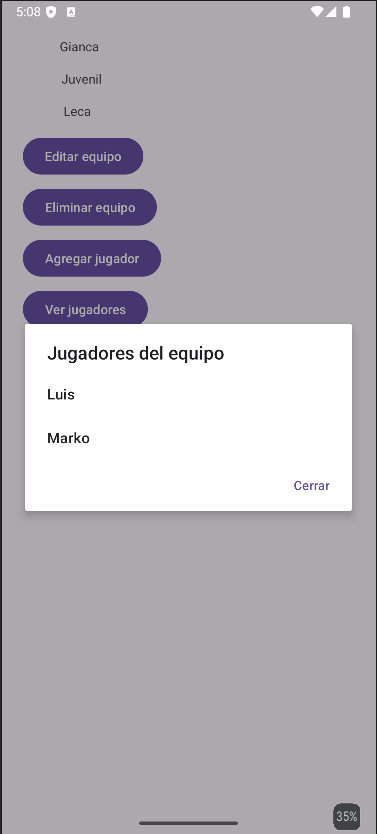 5:08
Gianca
Juvenil
Leca
Editar equipo
Eliminar equipo
Agregar jugador
Ver jugadores
Jugadores del equipo
Luis
Marko
Cerrar
35%